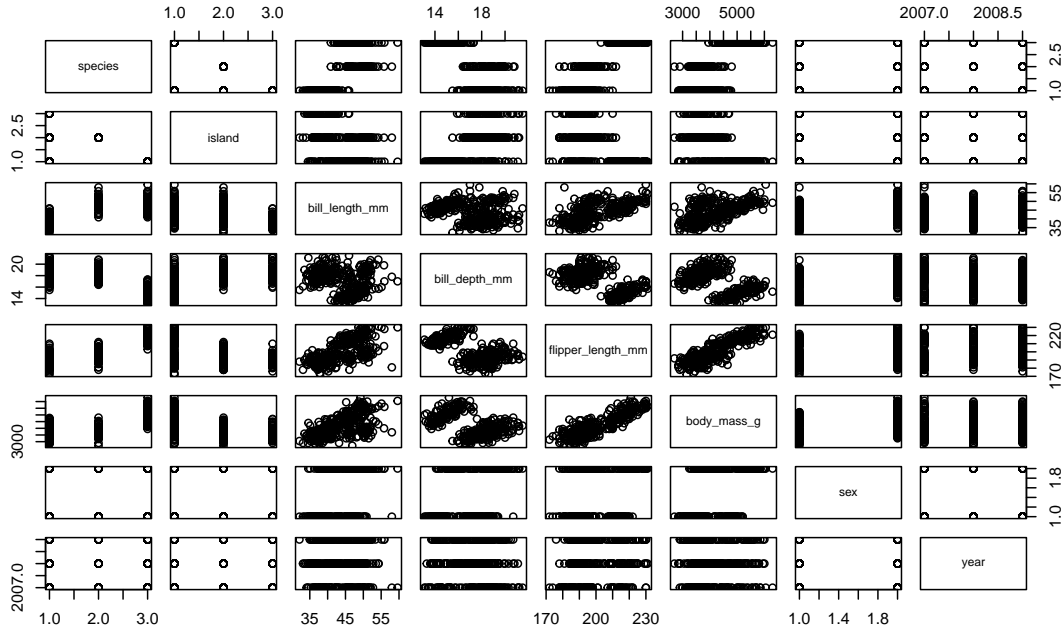 1.0 2.0 3.0
14 18
3000 5000
2007.0 2008.5
species
1.0 2.5
1.0 2.5
island
bill_length_mm
35 55
14 20
bill_depth_mm
flipper_length_mm
170 220
3000
body_mass_g
sex
1.0 1.8
2007.0
year
1.0 2.0 3.0
35 45 55
170 200 230
1.0 1.4 1.8